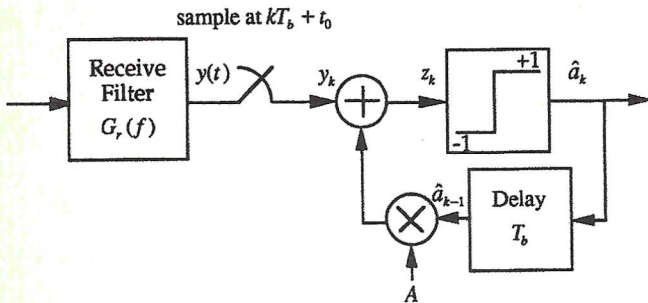 sample at kT_b + t_0
Receive
Filter
G_r(f)
y(t)
y_k
z_k
+1
-1
â_k
â_{k-1}
Delay
T_b
A